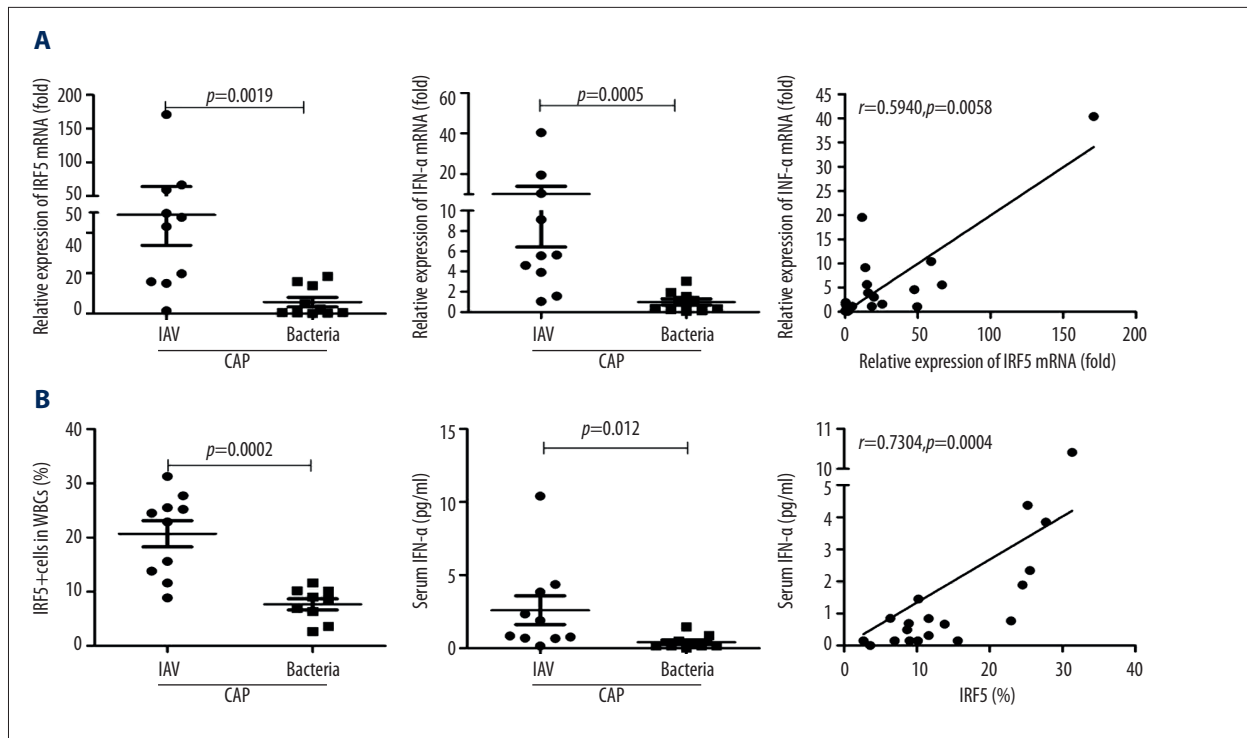 A
Relative expression of IRF5 mRNA (fold)
200
150
100
50
50
40
20
0
p=0.0019
IAV
Bacteria
CAP
Relative expression of IFN-α mRNA (fold)
60
40
20
10
8
6
4
2
0
p=0.0005
IAV
Bacteria
CAP
Relative expression of INF-α mRNA (fold)
45
40
35
30
25
20
15
10
5
0
r=0.5940,p=0.0058
0
50
100
150
200
Relative expression of IRF5 mRNA (fold)
B
IRF5+cells in WBCs (%)
40
30
20
10
0
p=0.0002
IAV
Bacteria
CAP
Serum IFN-α (pg/ml)
15
10
5
0
p=0.012
IAV
Bacteria
CAP
Serum IFN-α (pg/ml)
11
10
5
4
3
2
1
0
r=0.7304,p=0.0004
0
10
20
30
40
IRF5 (%)